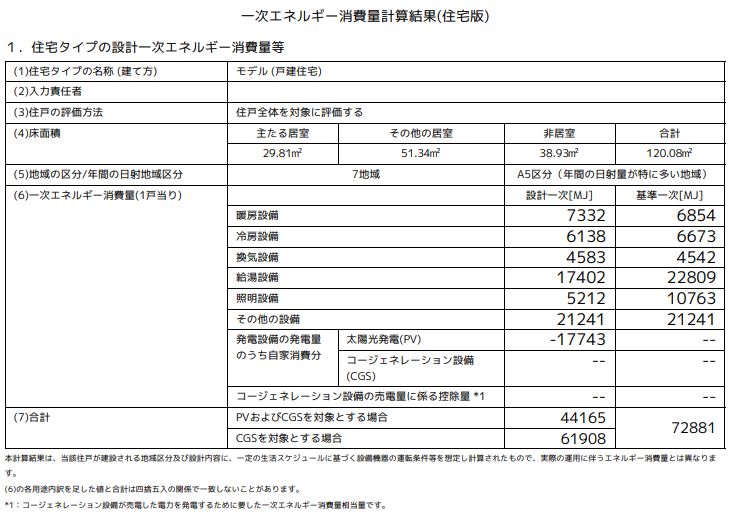 一次エネルギー消費量計算結果(住宅版)
１．住宅タイプの設計一次エネルギー消費量等
(1)住宅タイプの名称 (建て方) モデル (戸建住宅)
(2)入力責任者
(3)住戸の評価方法 住戸全体を対象に評価する
(4)床面積 主たる居室 その他の居室 非居室 合計
29.81㎡ 51.34㎡ 38.93㎡ 120.08㎡
(5)地域の区分/年間の日射地域区分 7地域 A5区分（年間の日射量が特に多い地域）
(6)一次エネルギー消費量(1戸当り) 設計一次[MJ] 基準一次[MJ]
暖房設備 7332 6854
冷房設備 6138 6673
換気設備 4583 4542
給湯設備 17402 22809
照明設備 5212 10763
その他の設備 21241 21241
発電設備の発電量 太陽光発電(PV) -17743 --
のうち自家消費分 コージェネレーション設備 -- --
(CGS)
コージェネレーション設備の売電量に係る控除量 *1 -- --
(7)合計 PVおよびCGSを対象とする場合 44165 72881
CGSを対象とする場合 61908
本計算結果は、当該住戸が建設される地域区分及び設計内容に、一定の生活スケジュールに基づく設備機器の運転条件等を想定し計算されたもので、実際の運用に伴うエネルギー消費量とは異なりま
す。
(6)の各用途内訳を足した値と合計は四捨五入の関係で一致しないことがあります。
*1：コージェネレーション設備が売電した電力を発電するために要した一次エネルギー消費量相当量です。